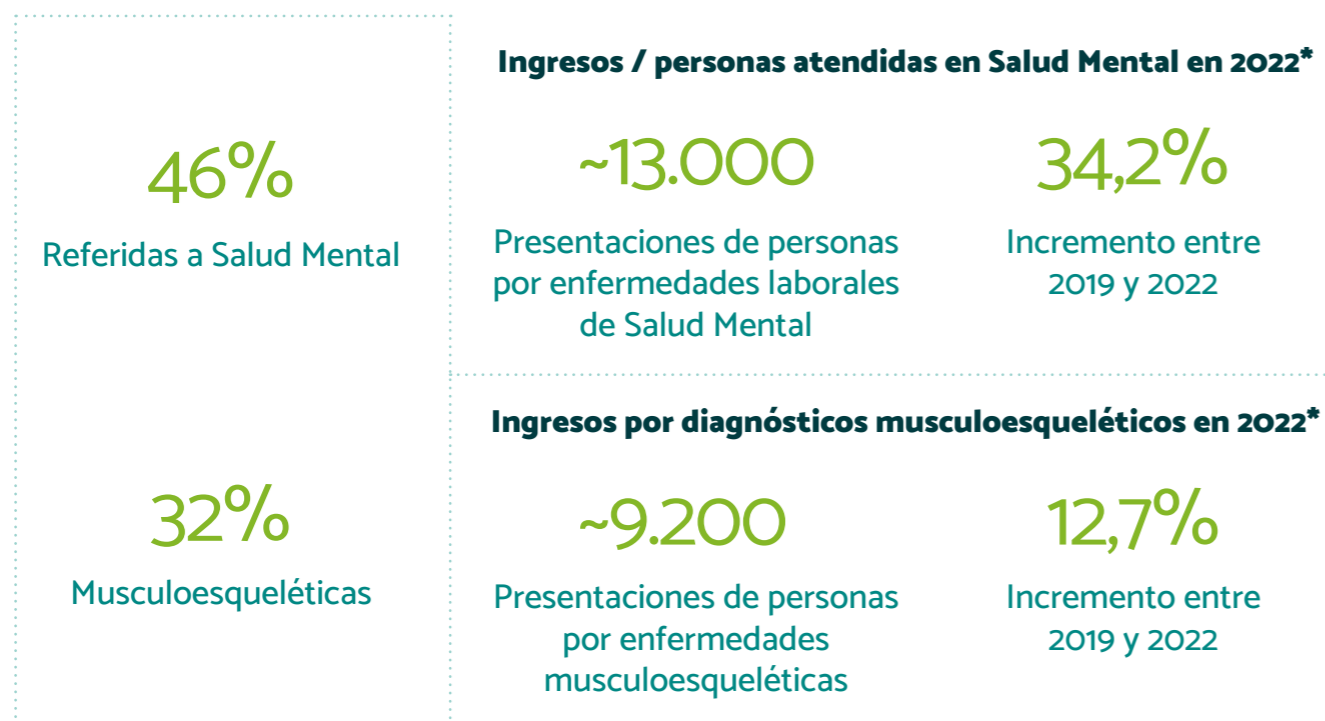 46%
Referidas a Salud Mental
Ingresos / personas atendidas en Salud Mental en 2022*
~13.000
Presentaciones de personas
por enfermedades laborales
de Salud Mental
34,2%
Incremento entre
2019 y 2022
32%
Musculoesqueléticas
Ingresos por diagnósticos musculoesqueléticos en 2022*
~9.200
Presentaciones de personas
por enfermedades
musculoesqueléticas
12,7%
Incremento entre
2019 y 2022